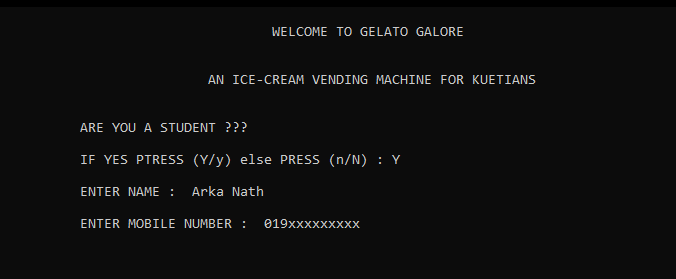 WELCOME TO GELATO GALORE
AN ICE-CREAM VENDING MACHINE FOR KUETIANS
ARE YOU A STUDENT ???
IF YES PTRESS (Y/y) else PRESS (n/N) : Y
ENTER NAME :  Arka Nath
ENTER MOBILE NUMBER :  019xxxxxxxxx